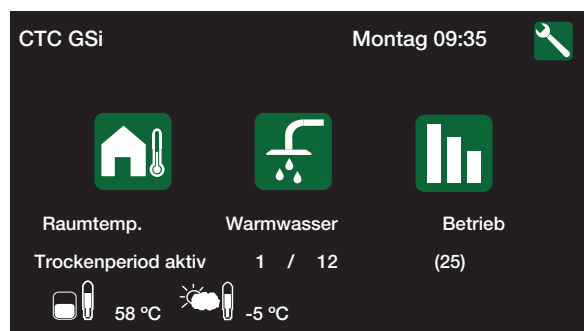 CTC GSi Montag 09:35
Raumtemp. Warmwasser Betrieb
Trockenperiod aktiv 1 / 12 (25)
58 °C -5 °C